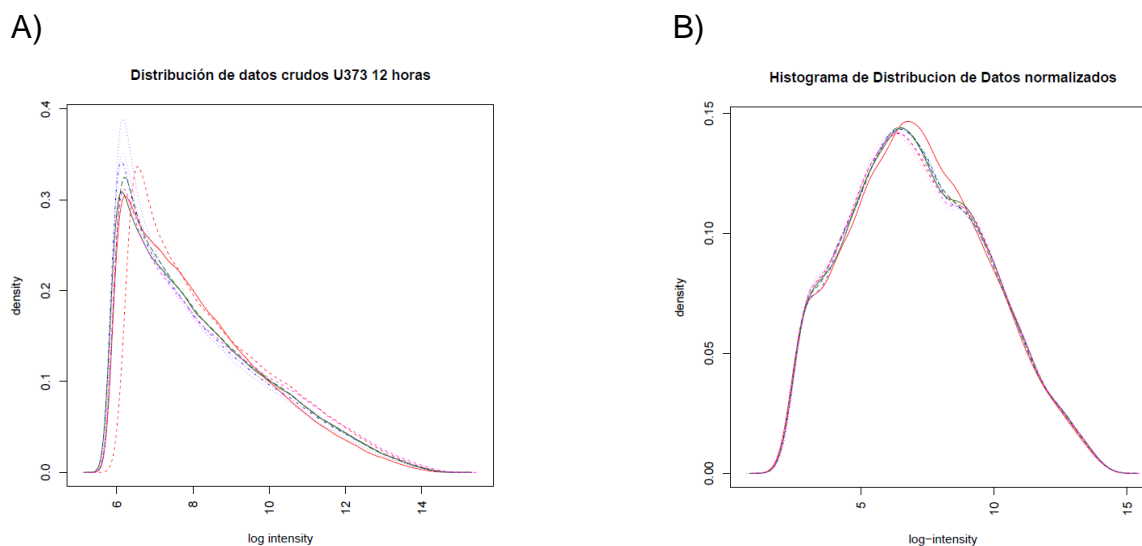 A)
Distribución de datos crudos U373 12 horas
density
0.4
0.3
0.2
0.1
0.0
6
8
10
12
14
log intensity
B)
Histograma de Distribucion de Datos normalizados
density
0.15
0.10
0.05
0.00
5
10
15
log-intensity